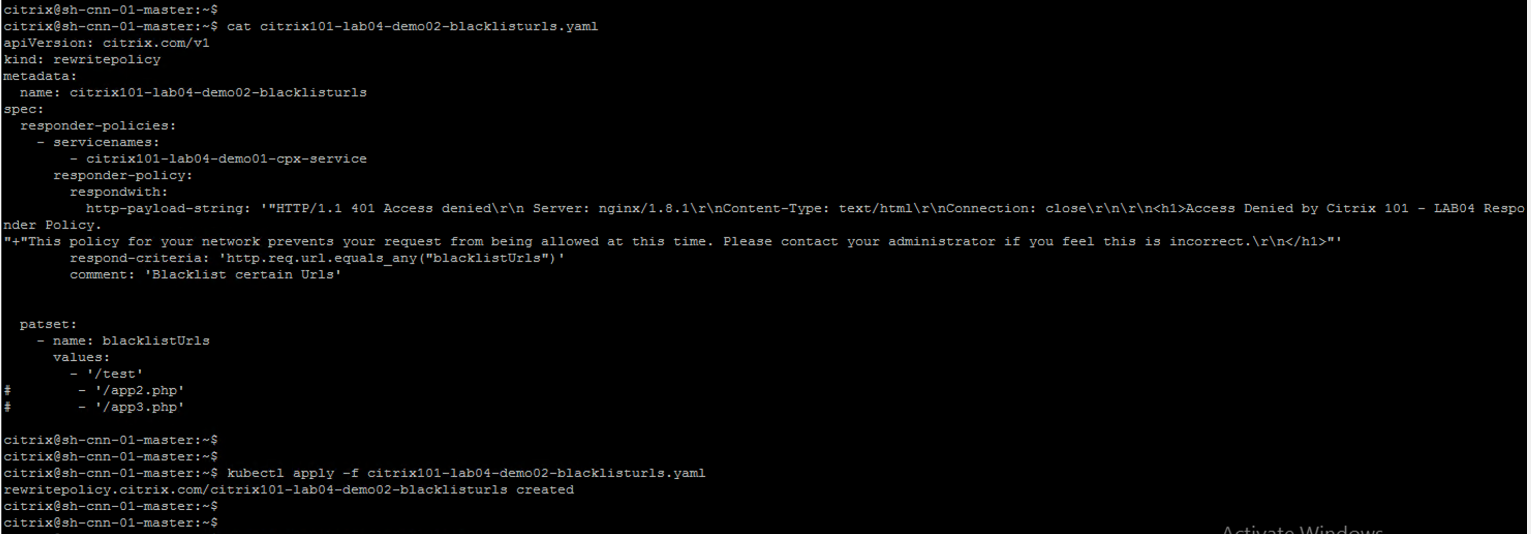 citrix@sh-cnn-01-master:~$
citrix@sh-cnn-01-master:~$ cat citrix101-lab04-demo02-blacklisturls.yaml
apiVersion: citrix.com/v1
kind: rewritepolicy
metadata:
  name: citrix101-lab04-demo02-blacklisturls
spec:
  responder-policies:
    - servicenames:
        - citrix101-lab04-demo01-cpx-service
      responder-policy:
        respondwith:
          http-payload-string: '"HTTP/1.1 401 Access denied\r\n Server: nginx/1.8.1\r\nContent-Type: text/html\r\nConnection: close\r\n\r\n<h1>Access Denied by Citrix 101 - LAB04 Respo
nder Policy.
"+"This policy for your network prevents your request from being allowed at this time. Please contact your administrator if you feel this is incorrect.\r\n</h1>"'
        respond-criteria: 'http.req.url.equals_any("blacklistUrls")'
        comment: 'Blacklist certain Urls'
  patset:
    - name: blacklistUrls
      values:
        - '/test'
#        - '/app2.php'
#        - '/app3.php'
citrix@sh-cnn-01-master:~$
citrix@sh-cnn-01-master:~$
citrix@sh-cnn-01-master:~$ kubectl apply -f citrix101-lab04-demo02-blacklisturls.yaml
rewritepolicy.citrix.com/citrix101-lab04-demo02-blacklisturls created
citrix@sh-cnn-01-master:~$
citrix@sh-cnn-01-master:~$
Activate Windows